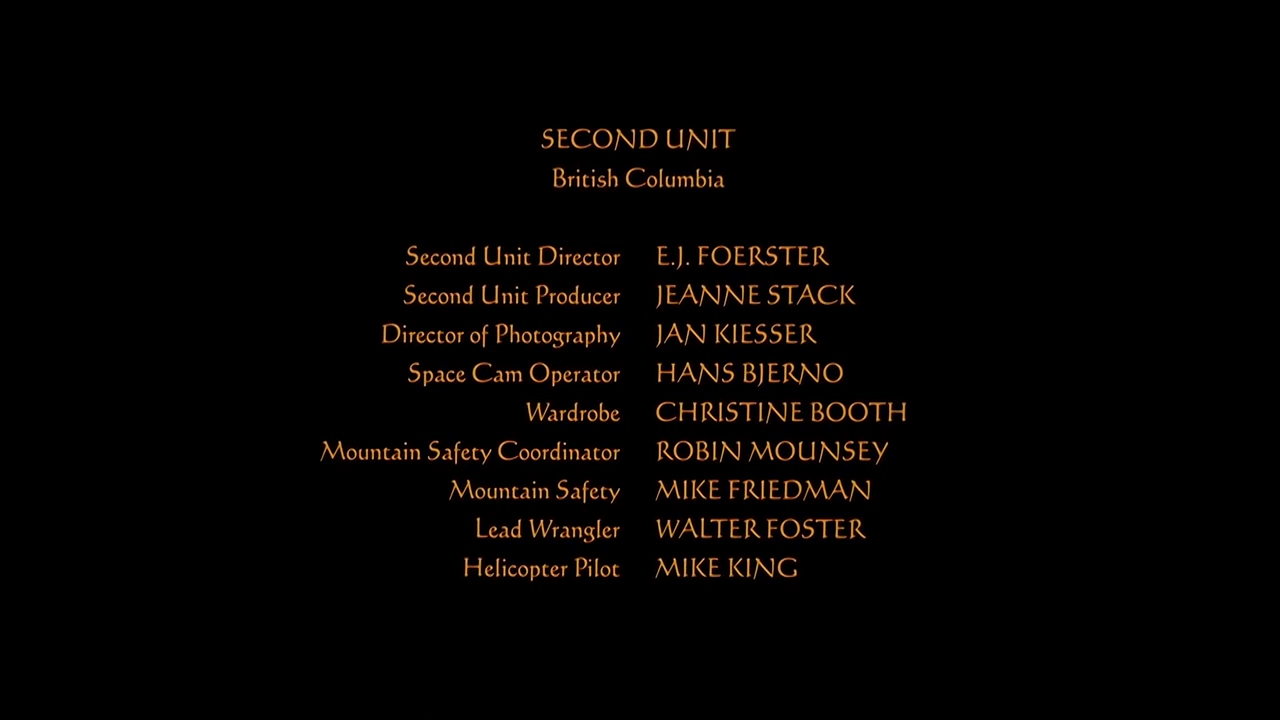 SECOND UNIT
British Columbia
Second Unit Director E.J. FOERSTER
Second Unit Producer JEANNE STACK
Director of Photography JAN KIESSER
Space Cam Operator HANS BJERNO
Wardrobe CHRISTINE BOOTH
Mountain Safety Coordinator ROBIN MOUNSEY
Mountain Safety MIKE FRIEDMAN
Lead Wrangler WALTER FOSTER
Helicopter Pilot MIKE KING